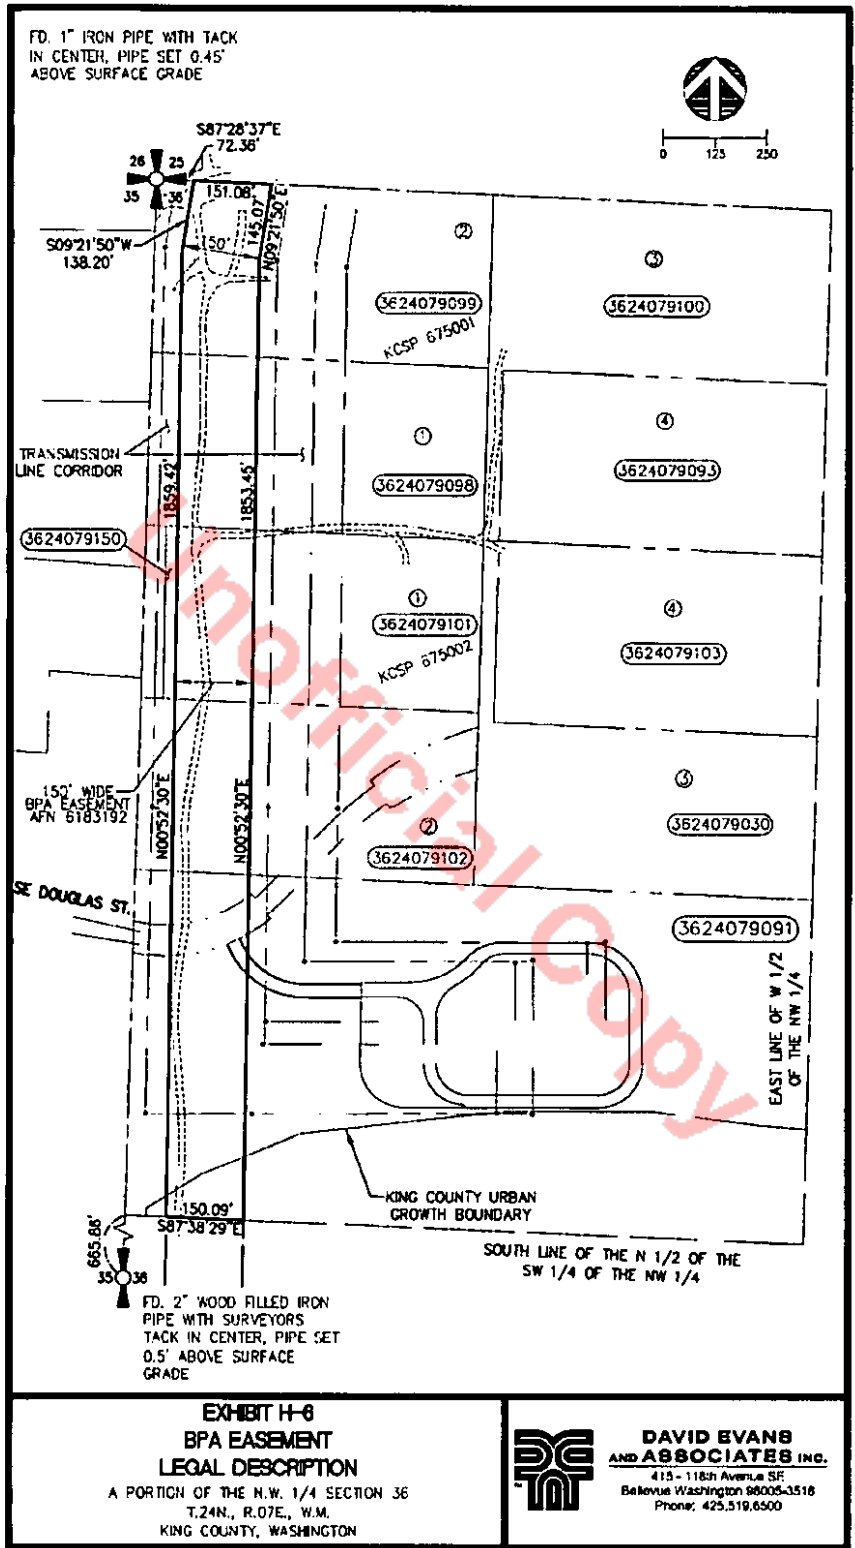 FD. 1" IRON PIPE WITH TACK
IN CENTER, PIPE SET 0.45'
ABOVE SURFACE GRADE
0 125 250
S87°28'37"E
72.36'
26 25
35 36
151.08'
S09°21'50"W
138.20'
150'
145.07'
N09°21'50"E
②
3624079099
KCSP 675001
③
3624079100
①
3624079098
④
3624079093
TRANSMISSION
LINE CORRIDOR
1859.42'
1853.45'
3624079150
①
3624079101
KCSP 675002
④
3624079103
150' WIDE
BPA EASEMENT
AFN 6183192
N00°52'30"E
N00°52'30"E
②
3624079102
③
3624079030
SE DOUGLAS ST.
3624079091
EAST LINE OF W 1/2
OF THE NW 1/4
KING COUNTY URBAN
GROWTH BOUNDARY
150.09'
S87°38'29"E
665.86'
35 36
SOUTH LINE OF THE N 1/2 OF THE
SW 1/4 OF THE NW 1/4
FD. 2" WOOD FILLED IRON
PIPE WITH SURVEYORS
TACK IN CENTER, PIPE SET
0.5' ABOVE SURFACE
GRADE
Unofficial Copy
EXHIBIT H-6
BPA EASEMENT
LEGAL DESCRIPTION
A PORTION OF THE N.W. 1/4 SECTION 36
T.24N., R.07E., W.M.
KING COUNTY, WASHINGTON
DAVID EVANS
AND ASSOCIATES INC.
415 - 118th Avenue SE
Bellevue Washington 98005-3518
Phone: 425.519.6500